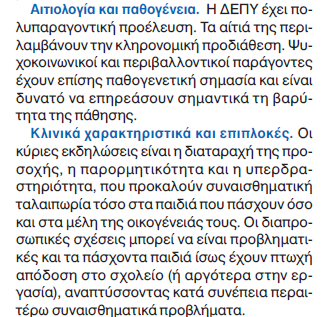 Αιτιολογία και παθογένεια. Η ΔΕΠΥ έχει πο-
λυπαραγοντική προέλευση. Τα αίτιά της περι-
λαμβάνουν την κληρονομική προδιάθεση. Ψυ-
χοκοινωνικοί και περιβαλλοντικοί παράγοντες
έχουν επίσης παθογενετική σημασία και είναι
δυνατό να επηρεάσουν σημαντικά τη βαρύ-
τητα της πάθησης.
Κλινικά χαρακτηριστικά και επιπλοκές. Οι
κύριες εκδηλώσεις είναι η διαταραχή της προ-
σοχής, η παρορμητικότητα και η υπερδρα-
στηριότητα, που προκαλούν συναισθηματική
ταλαιπωρία τόσο στα παιδιά που πάσχουν όσο
και στα μέλη της οικογένειάς τους. Οι διαπρο-
σωπικές σχέσεις μπορεί να είναι προβληματι-
κές και τα πάσχοντα παιδιά ίσως έχουν πτωχή
απόδοση στο σχολείο (ή αργότερα στην ερ-
γασία), αναπτύσσοντας κατά συνέπεια περαι-
τέρω συναισθηματικά προβλήματα.